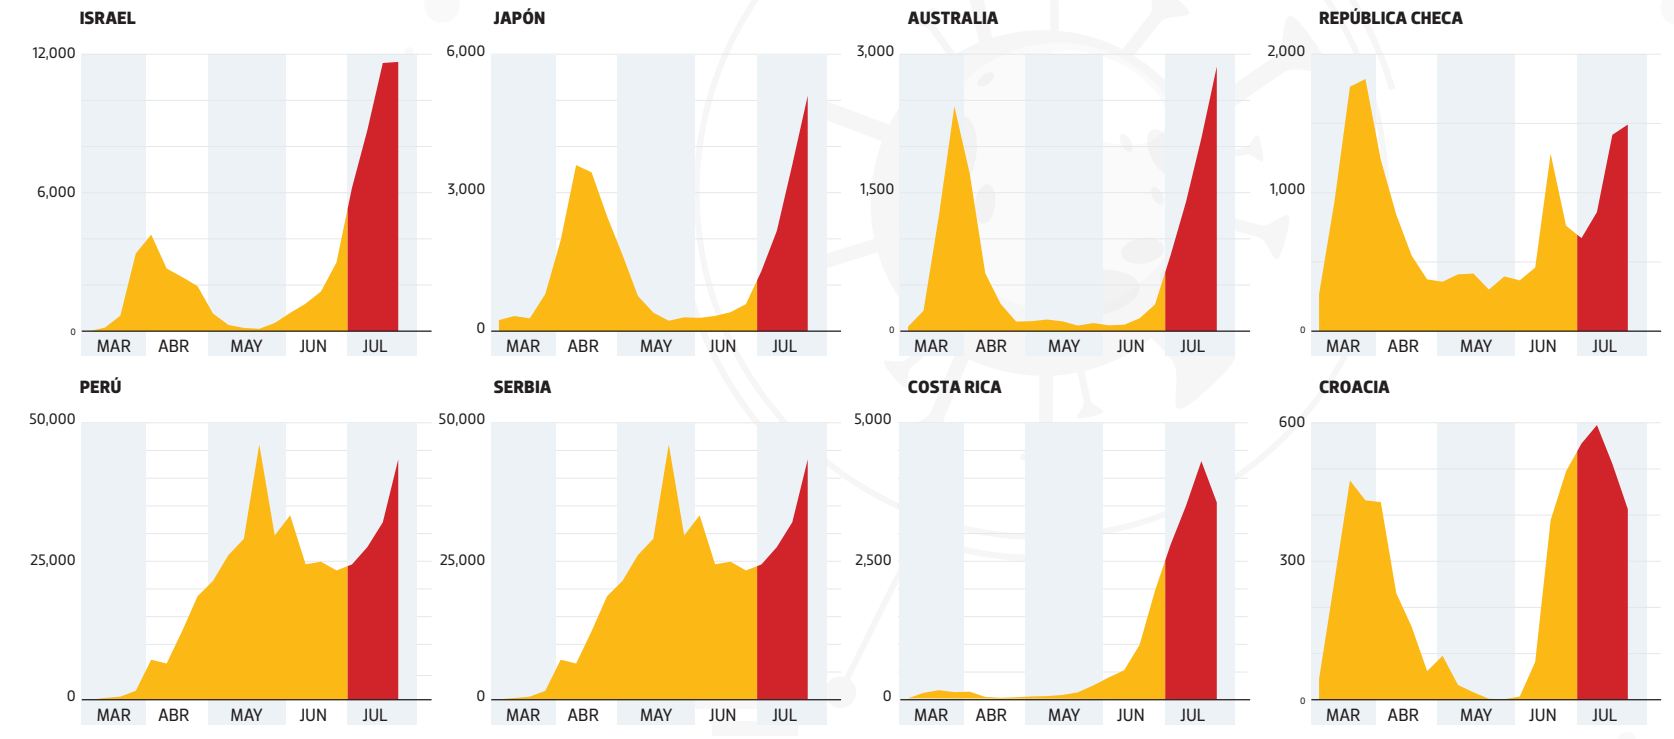 ISRAEL
12,000
6,000
0
MAR ABR MAY JUN JUL
JAPÓN
6,000
3,000
0
MAR ABR MAY JUN JUL
AUSTRALIA
3,000
1,500
0
MAR ABR MAY JUN JUL
REPÚBLICA CHECA
2,000
1,000
0
MAR ABR MAY JUN JUL
PERÚ
50,000
25,000
0
MAR ABR MAY JUN JUL
SERBIA
50,000
25,000
0
MAR ABR MAY JUN JUL
COSTA RICA
5,000
2,500
0
MAR ABR MAY JUN JUL
CROACIA
600
300
0
MAR ABR MAY JUN JUL